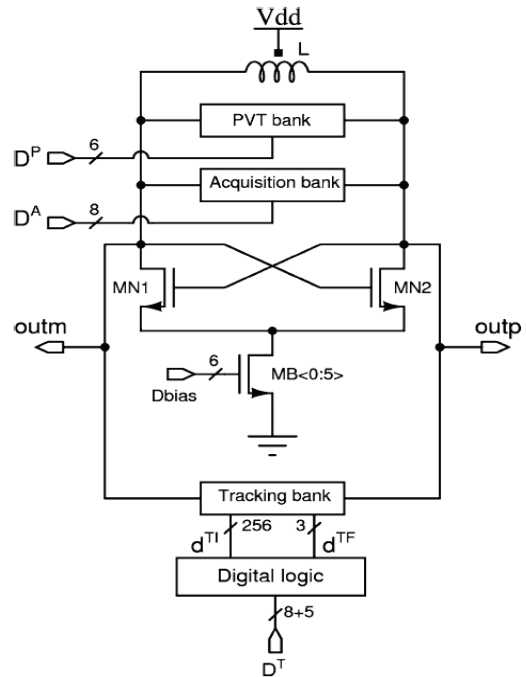 Vdd
L
PVT bank
D^P 6
Acquisition bank
D^A 8
MN1 MN2
outm outp
6 MB<0:5>
Dbias
Tracking bank
256 3
d^TI d^TF
Digital logic
8+5
D^T